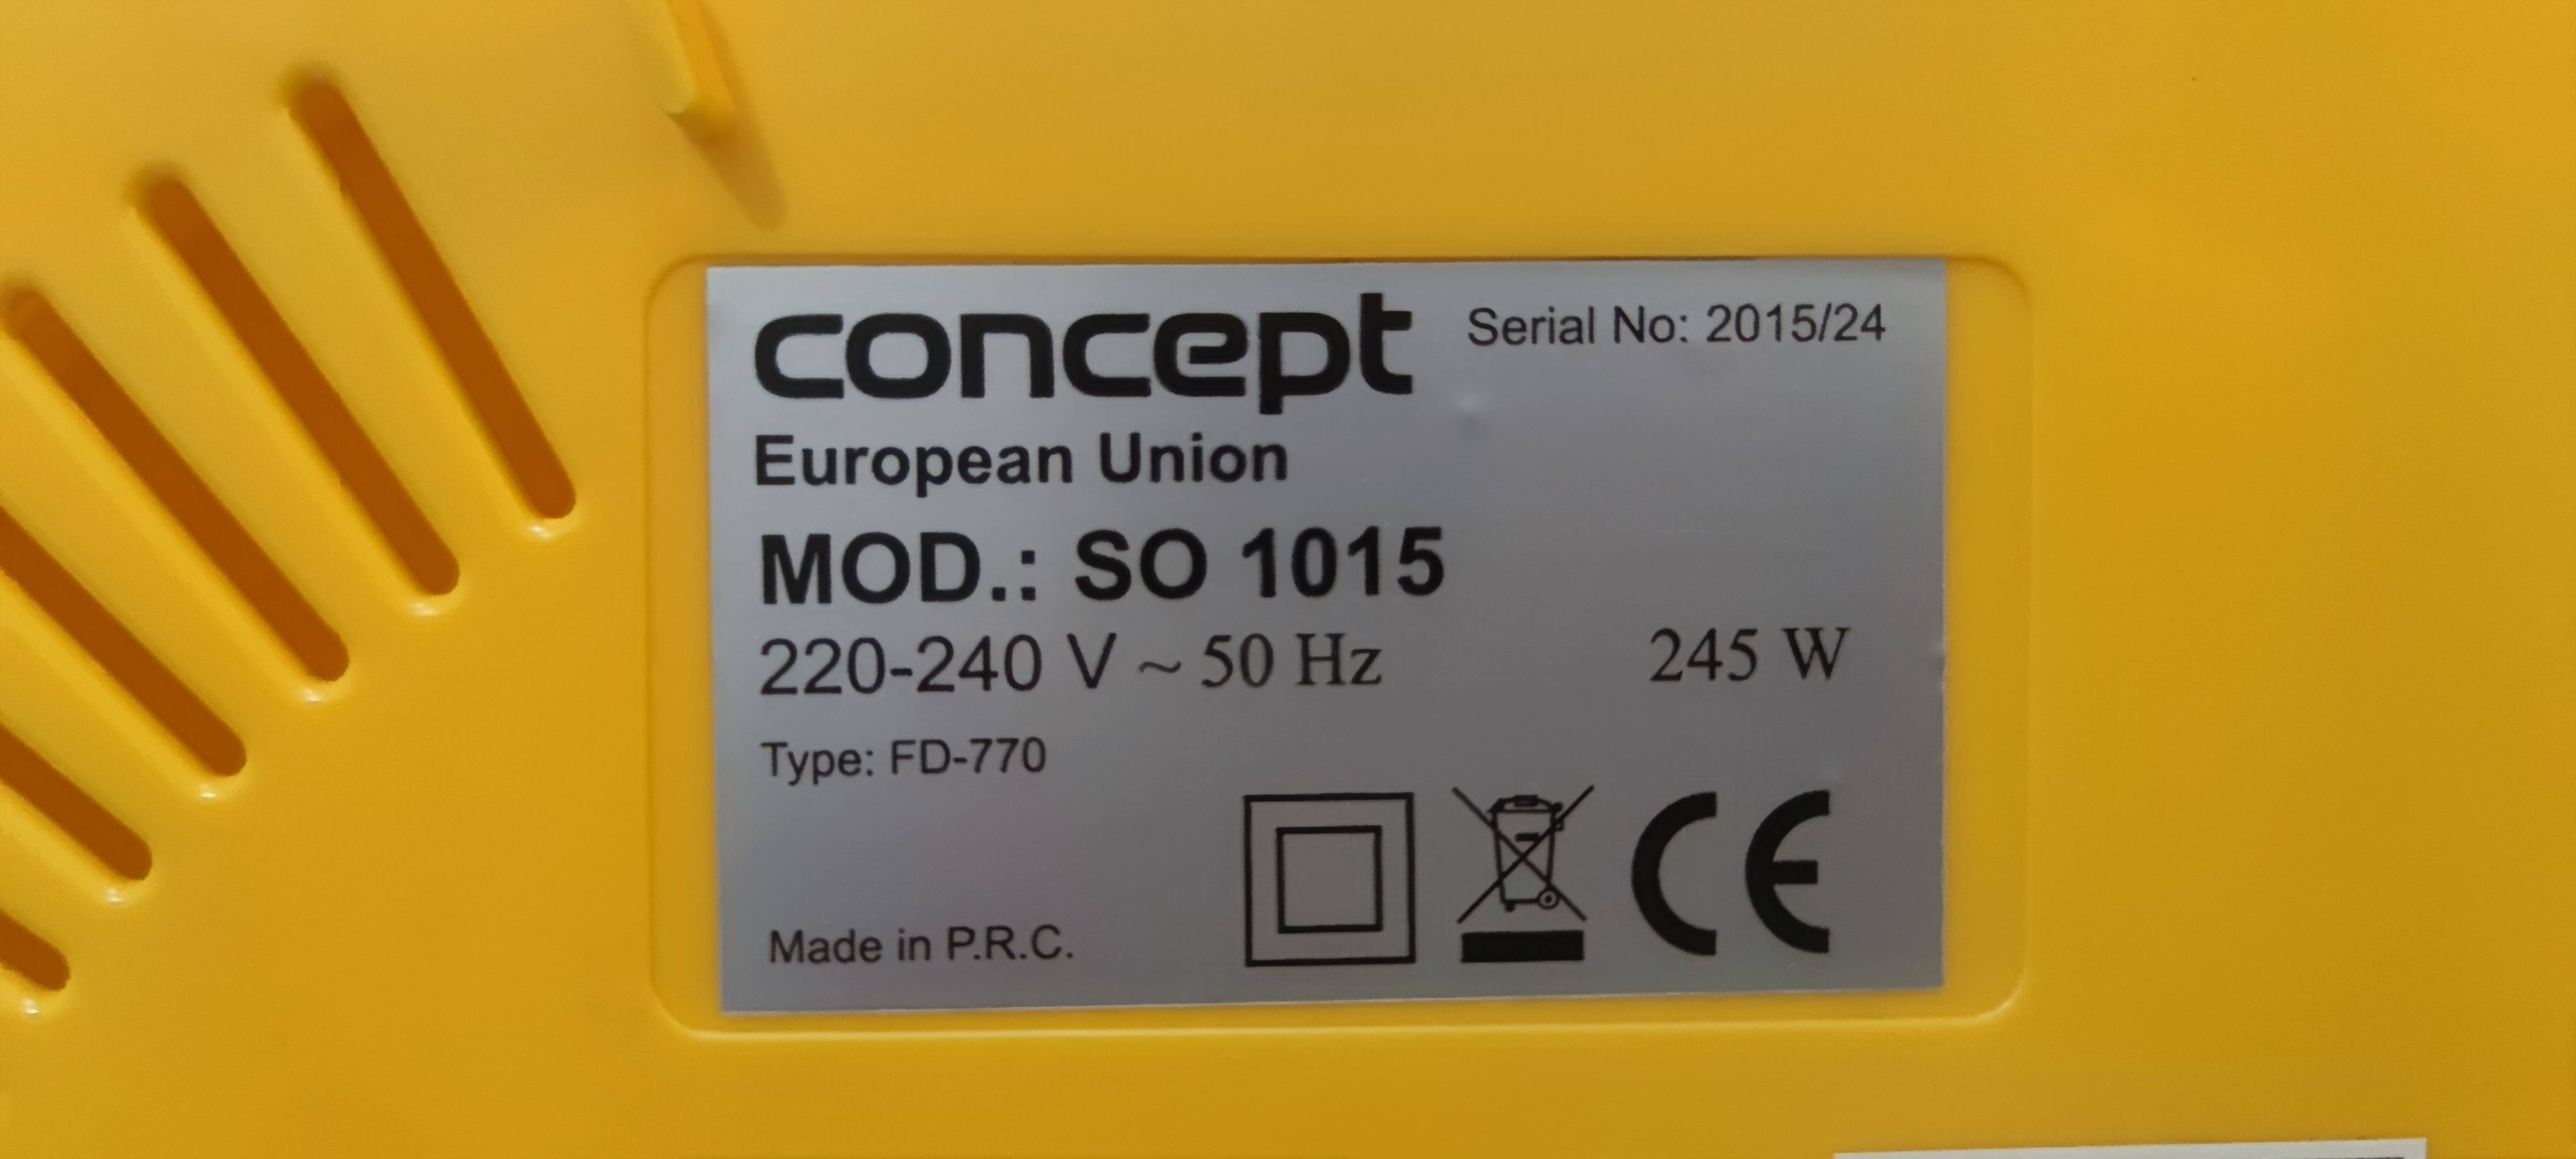 concept
Serial No: 2015/24
European Union
MOD.: SO 1015
220-240 V ~ 50 Hz 245 W
Type: FD-770
Made in P.R.C.
CE